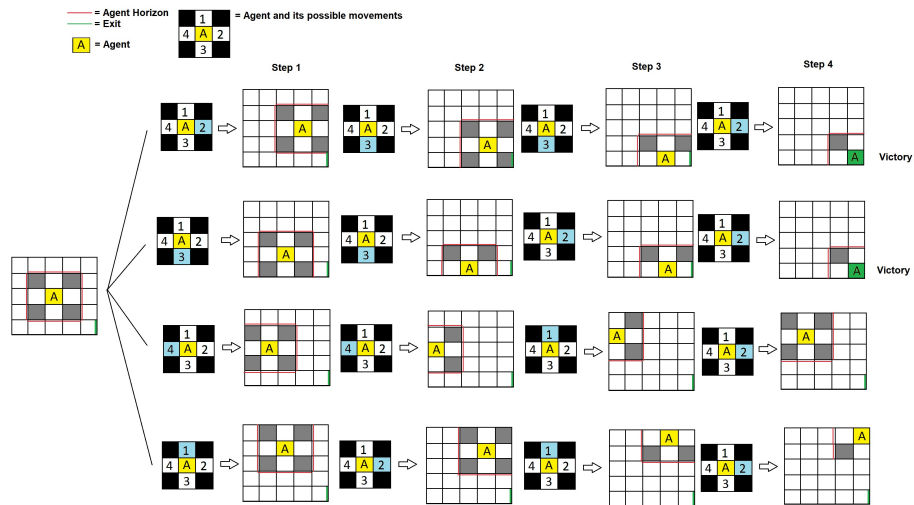 = Agent Horizon
= Exit
A = Agent
1
4 A 2
3
= Agent and its possible movements
Step 1
Step 2
Step 3
Step 4
1
4 A 2
3
A
1
4 A 2
3
A
1
4 A 2
3
A
1
4 A 2
3
A
Victory
1
4 A 2
3
A
1
4 A 2
3
A
1
4 A 2
3
A
1
4 A 2
3
A
Victory
A
1
4 A 2
3
A
1
4 A 2
3
A
1
4 A 2
3
A
1
4 A 2
3
A
1
4 A 2
3
A
1
4 A 2
3
A
1
4 A 2
3
A
1
4 A 2
3
A